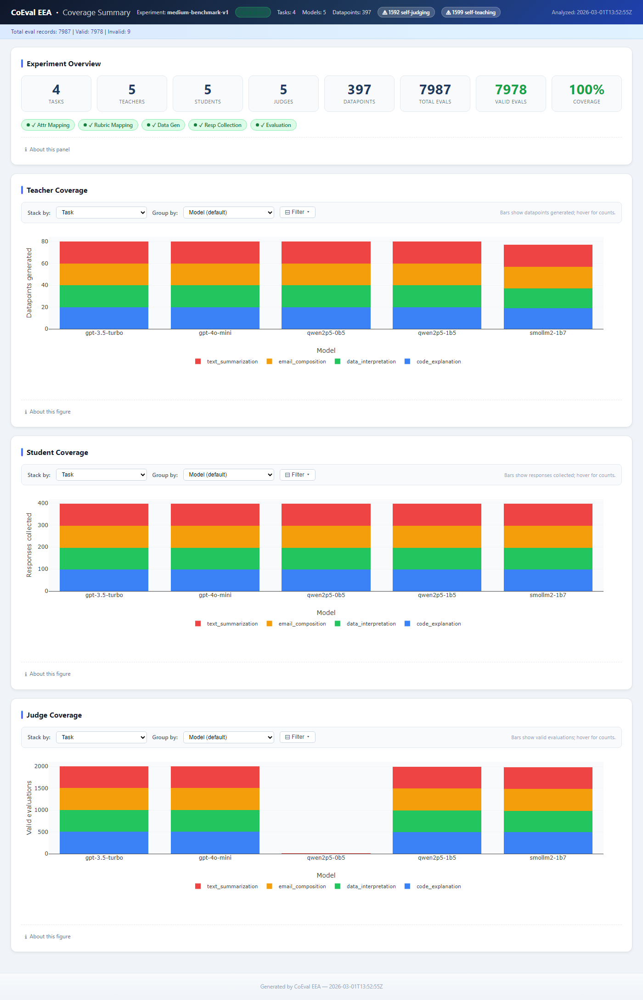 CoEval EEA · Coverage Summary Experiment: medium-benchmark-v1 Tasks: 4 Models: 5 Datapoints: 397 ⚠ 1592 self-judging ⚠ 1599 self-teaching Analyzed: 2026-03-01T13:52:55Z
Total eval records: 7987 | Valid: 7978 | Invalid: 9
Experiment Overview
4 5 5 5 397 7987 7978 100%
TASKS TEACHERS STUDENTS JUDGES DATAPOINTS TOTAL EVALS VALID EVALS COVERAGE
● ✓ Attr Mapping ● ✓ Rubric Mapping ● ✓ Data Gen ● ✓ Resp Collection ● ✓ Evaluation
ℹ About this panel
Teacher Coverage
Stack by: Task Group by: Model (default) ⊟ Filter ▾ Bars show datapoints generated; hover for counts.
Datapoints generated
80
60
40
20
0
gpt-3.5-turbo gpt-4o-mini qwen2p5-0b5 qwen2p5-1b5 smollm2-1b7
Model
text_summarization email_composition data_interpretation code_explanation
ℹ About this figure
Student Coverage
Stack by: Task Group by: Model (default) ⊟ Filter ▾ Bars show responses collected; hover for counts.
Responses collected
400
300
200
100
0
gpt-3.5-turbo gpt-4o-mini qwen2p5-0b5 qwen2p5-1b5 smollm2-1b7
Model
text_summarization email_composition data_interpretation code_explanation
ℹ About this figure
Judge Coverage
Stack by: Task Group by: Model (default) ⊟ Filter ▾ Bars show valid evaluations; hover for counts.
Valid evaluations
2000
1500
1000
500
0
gpt-3.5-turbo gpt-4o-mini qwen2p5-0b5 qwen2p5-1b5 smollm2-1b7
Model
text_summarization email_composition data_interpretation code_explanation
ℹ About this figure
Generated by CoEval EEA — 2026-03-01T13:52:55Z